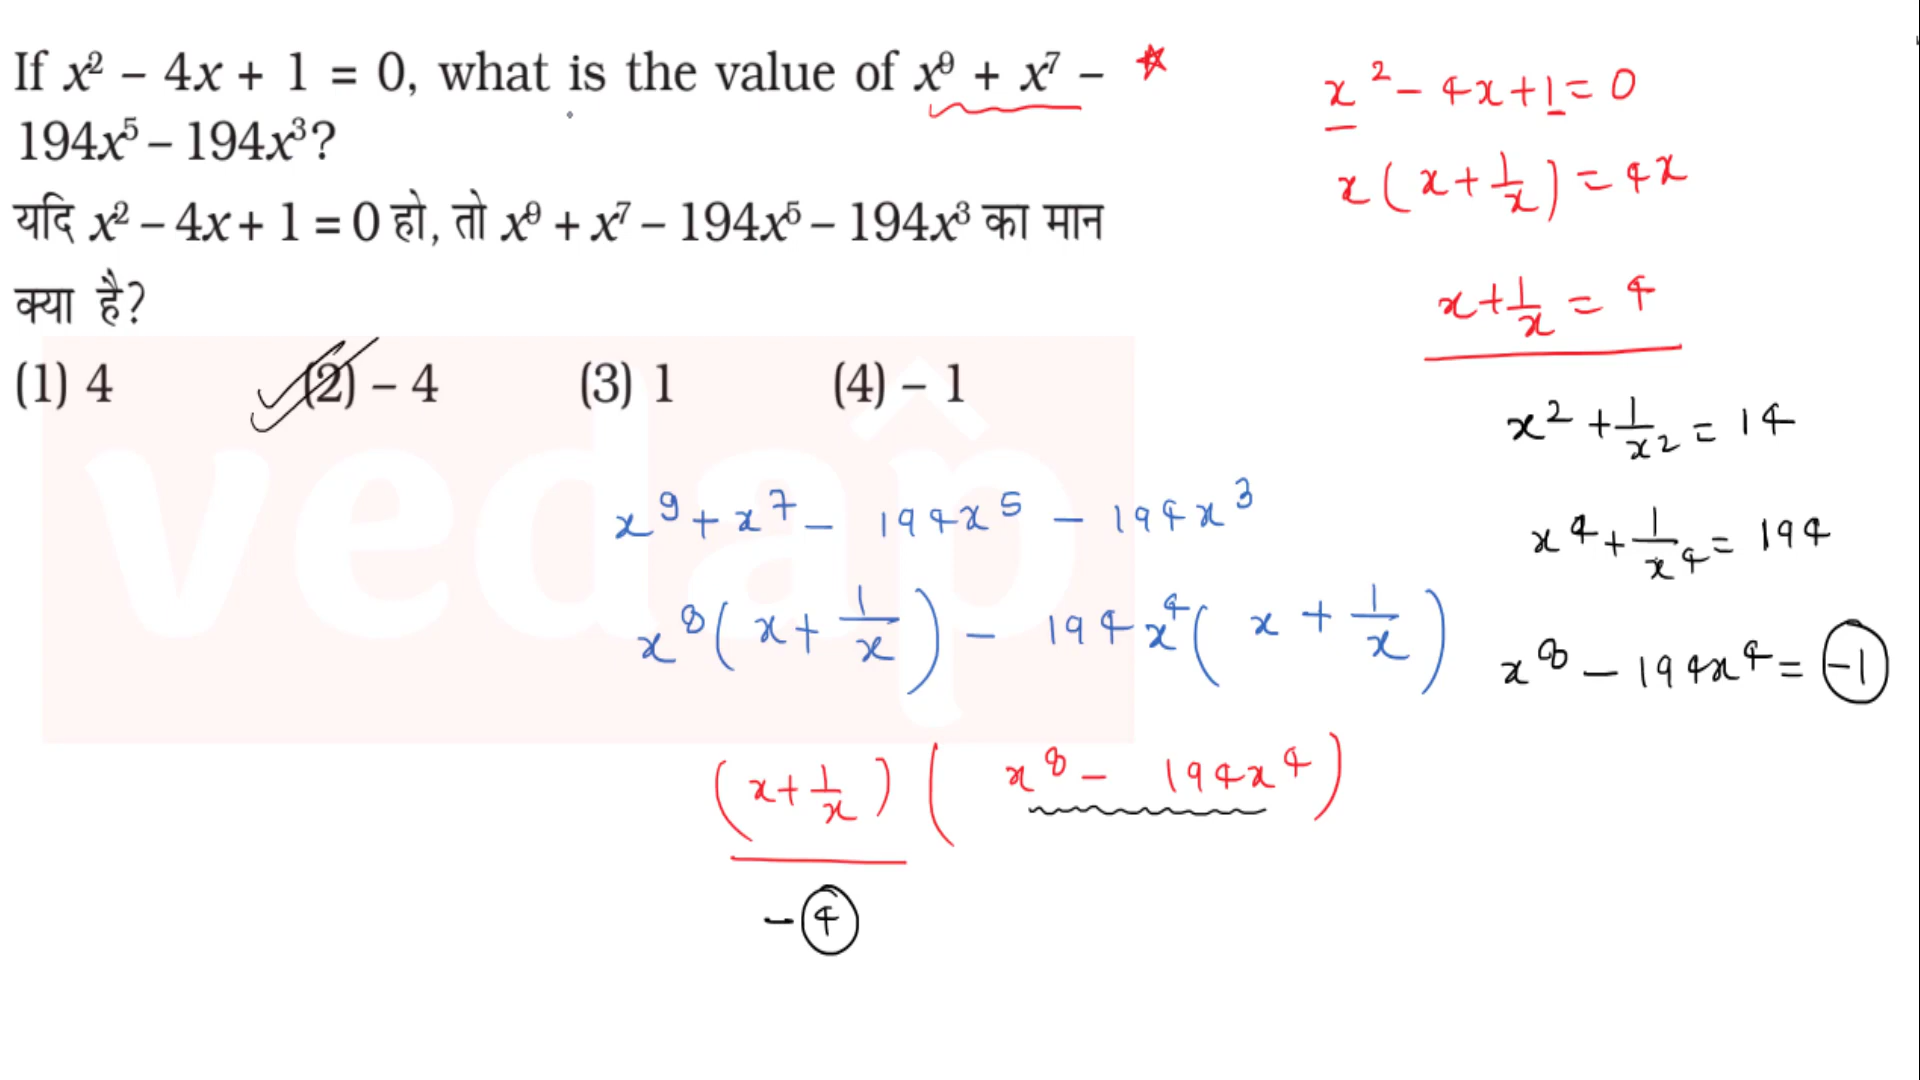 If x² – 4x + 1 = 0, what is the value of x⁹ + x⁷ –
194x⁵ – 194x³?
यदि x² – 4x + 1 = 0 हो, तो x⁹ + x⁷ – 194x⁵ – 194x³ का मान
क्या है?
(1) 4 (2) – 4 (3) 1 (4) – 1
vedap
x⁹ + x⁷ – 194x⁵ – 194x³
x⁸(x + 1/x) – 194x⁴(x + 1/x)
(x + 1/x)(x⁸ – 194x⁴)
– 4
x² – 4x + 1 = 0
x(x + 1/x) = 4x
x + 1/x = 4
x² + 1/x² = 14
x⁴ + 1/x⁴ = 194
x⁸ – 194x⁴ = –1